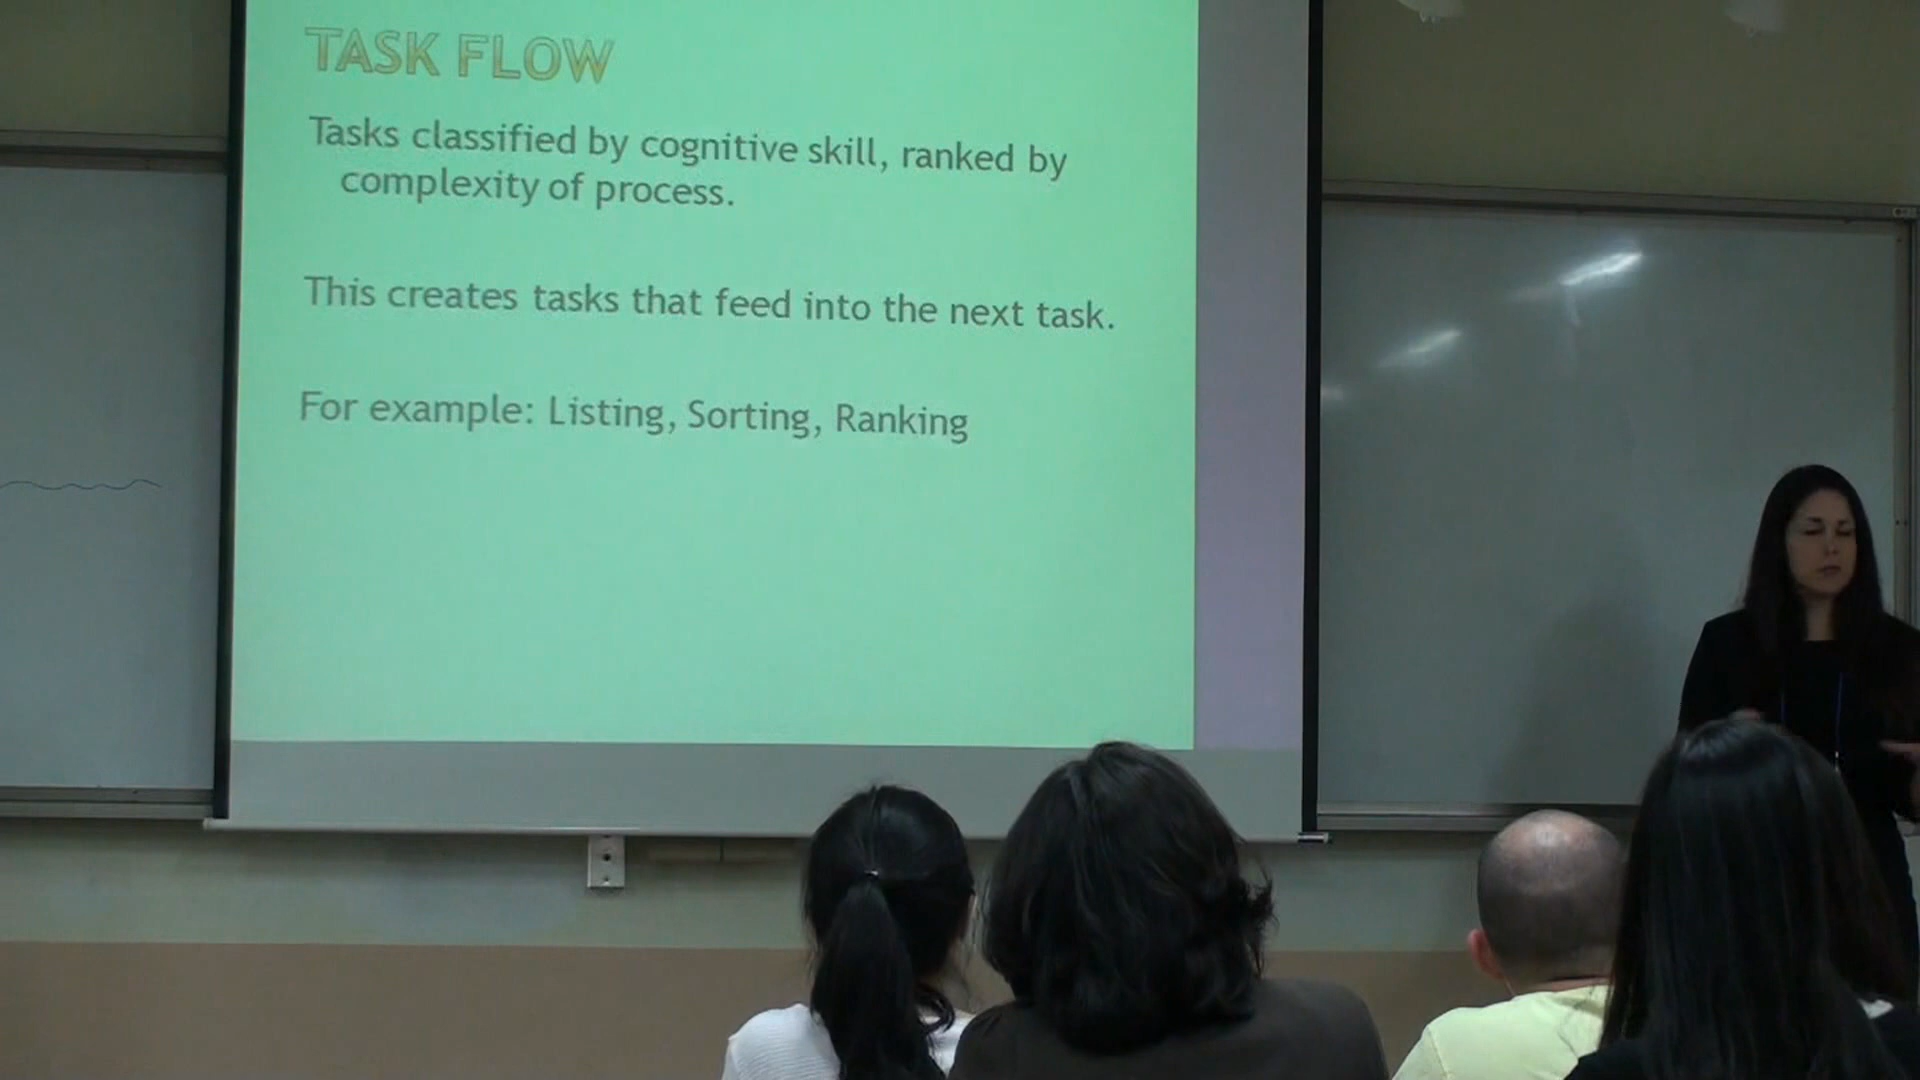 TASK FLOW
Tasks classified by cognitive skill, ranked by
complexity of process.
This creates tasks that feed into the next task.
For example: Listing, Sorting, Ranking